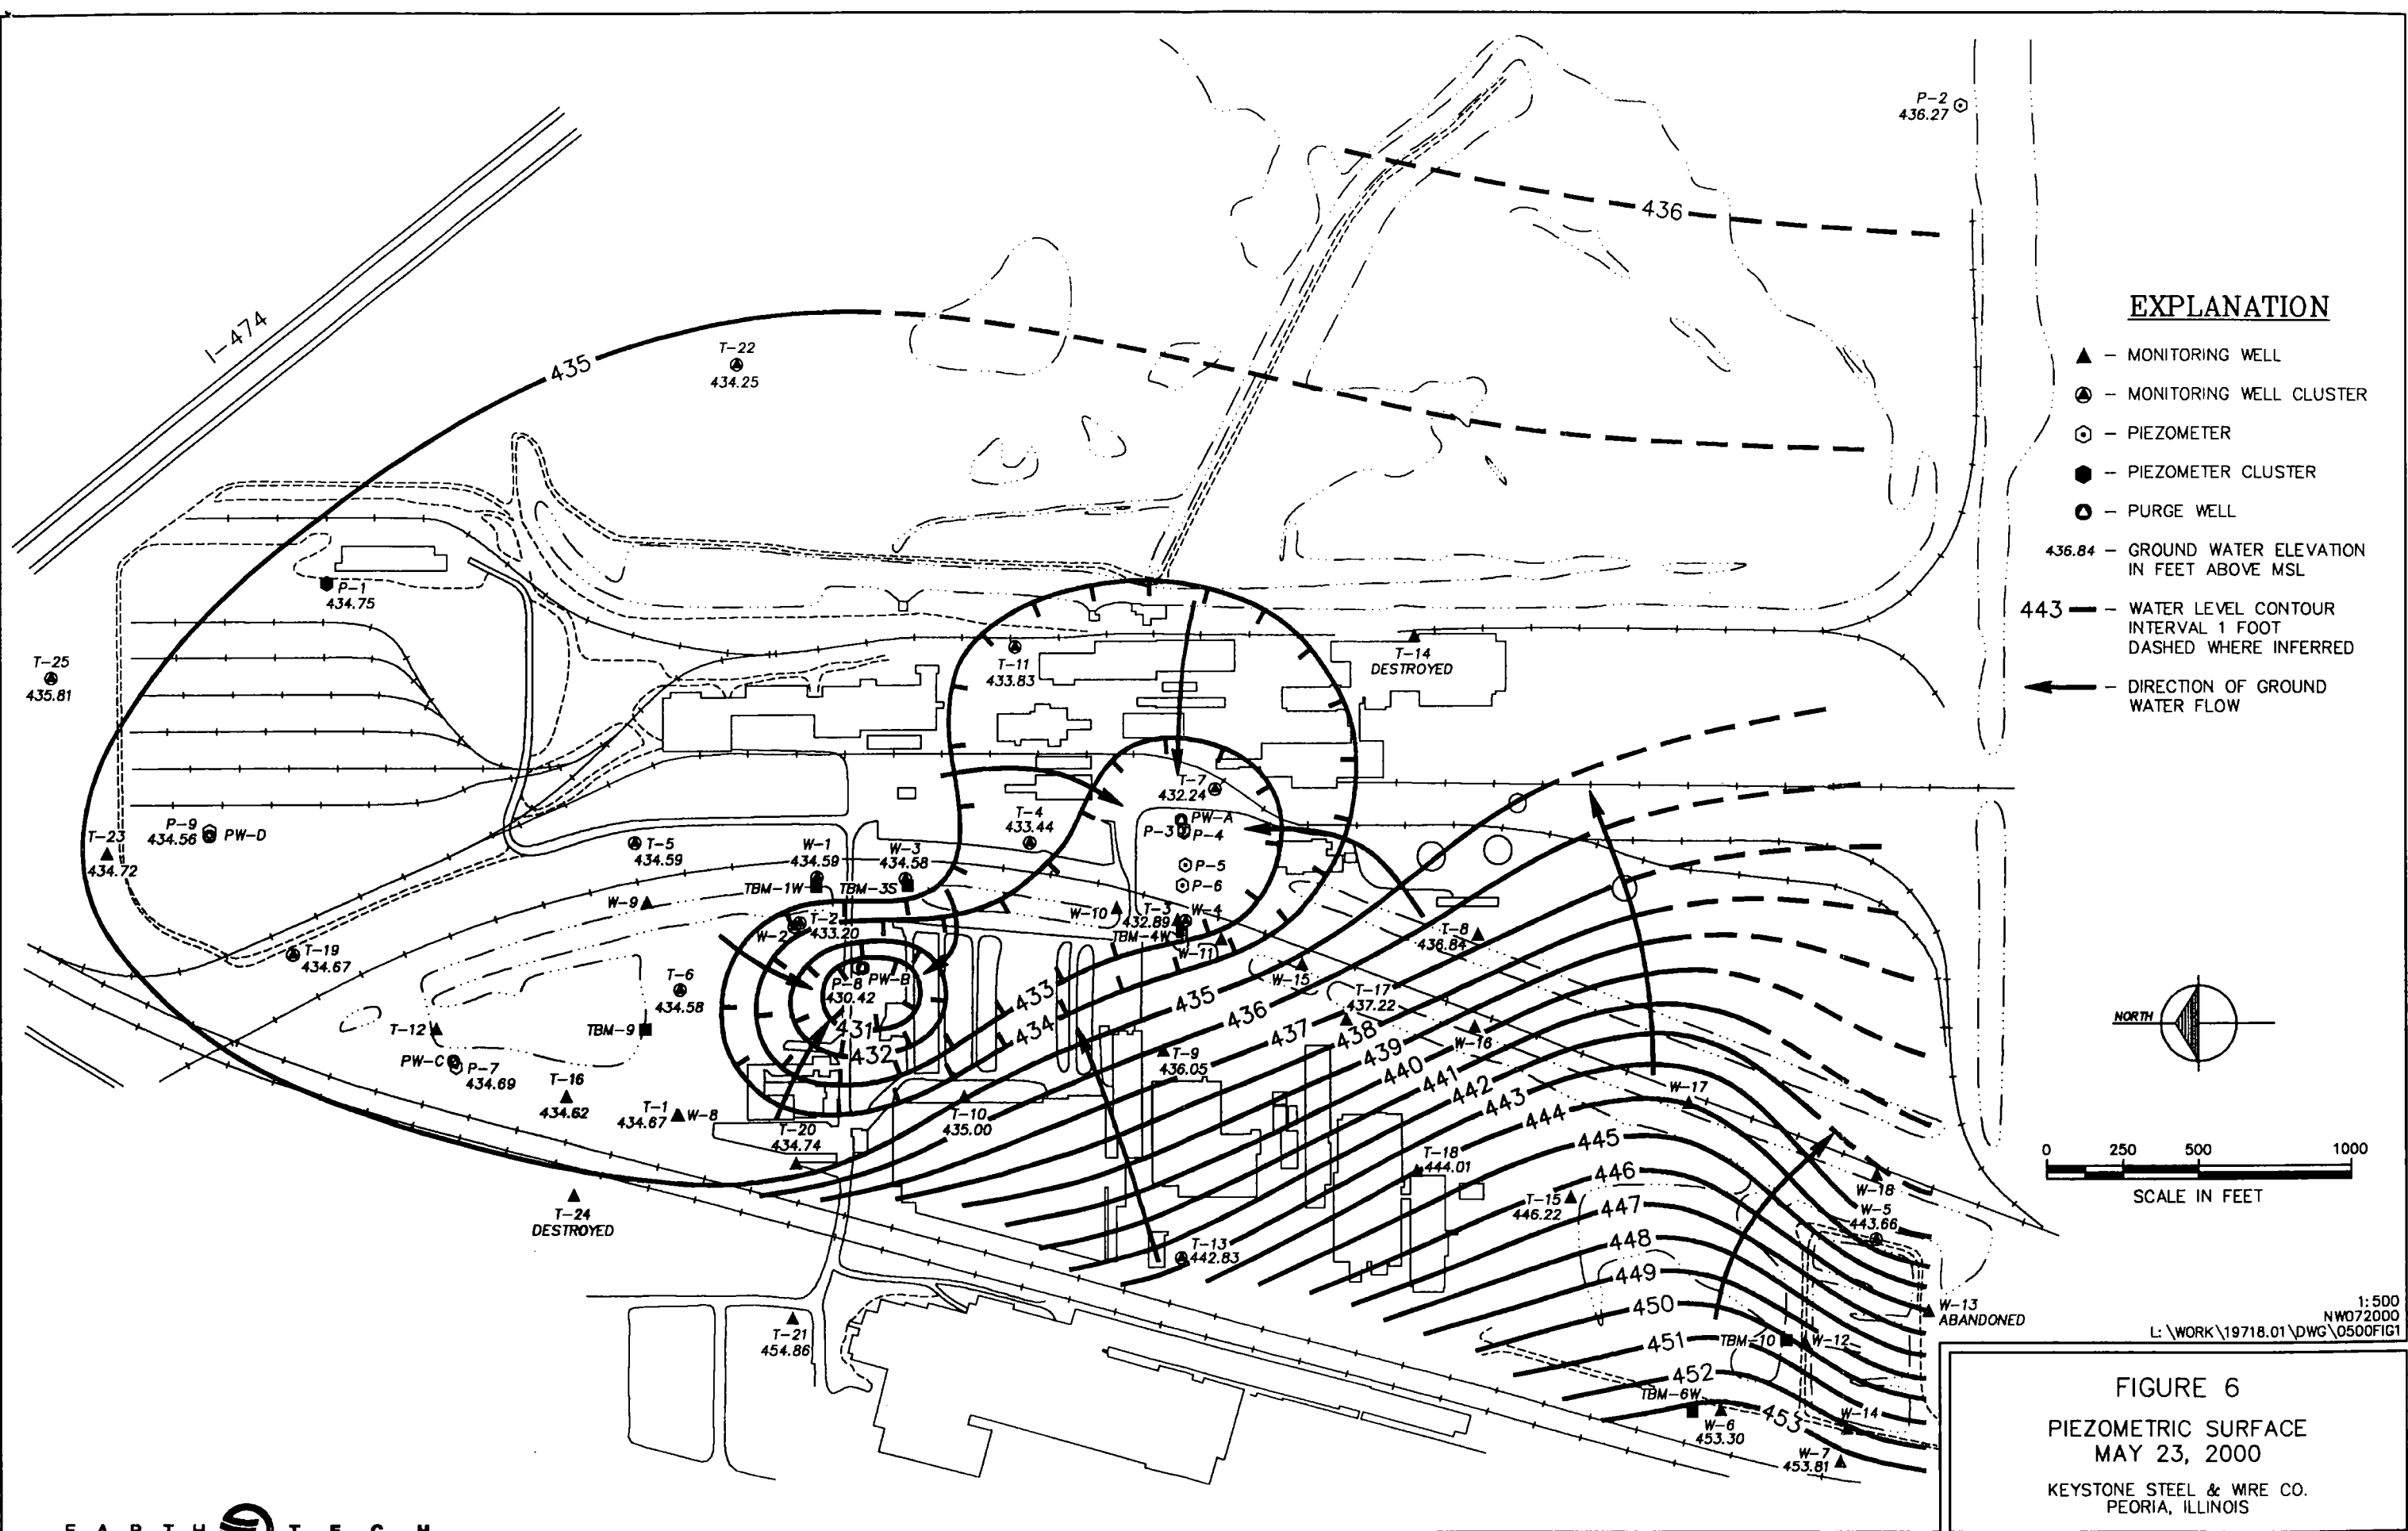 P-2
436.27
436
EXPLANATION
▲ – MONITORING WELL
– MONITORING WELL CLUSTER
– PIEZOMETER
– PIEZOMETER CLUSTER
– PURGE WELL
436.84 – GROUND WATER ELEVATION
IN FEET ABOVE MSL
443 – WATER LEVEL CONTOUR
INTERVAL 1 FOOT
DASHED WHERE INFERRED
– DIRECTION OF GROUND
WATER FLOW
I-474
435
T-22
434.25
P-1
434.75
T-25
435.81
T-11
433.83
T-14
DESTROYED
T-7
432.24
PW-A
P-3
P-4
P-5
P-6
T-4
433.44
P-9
434.56
PW-D
T-23
434.72
T-5
434.59
W-1
434.59
W-3
434.58
TBM-1W
TBM-3S
W-9
W-10
T-3
432.89
W-4
TBM-4W
W-11
T-2
433.20
W-2
T-8
436.84
W-15
T-19
434.67
T-6
434.58
P-8
430.42
PW-B
T-17
437.22
T-12
TBM-9
431
432
433
434
435
436
437
438
439
440
441
442
443
444
445
446
447
448
449
450
451
452
453
W-16
T-9
436.05
PW-C
P-7
434.69
T-16
434.62
T-1
434.67
W-8
T-10
435.00
T-20
434.74
W-17
T-18
444.01
T-15
446.22
W-18
W-5
443.66
T-24
DESTROYED
T-13
442.83
T-21
454.86
W-13
ABANDONED
TBM-10
W-12
TBM-6W
W-6
453.30
W-14
W-7
453.81
NORTH
0 250 500 1000
SCALE IN FEET
1:500
NW072000
L:\WORK\19718.01\DWG\0500FIG1
FIGURE 6
PIEZOMETRIC SURFACE
MAY 23, 2000
KEYSTONE STEEL & WIRE CO.
PEORIA, ILLINOIS
EARTH TECH